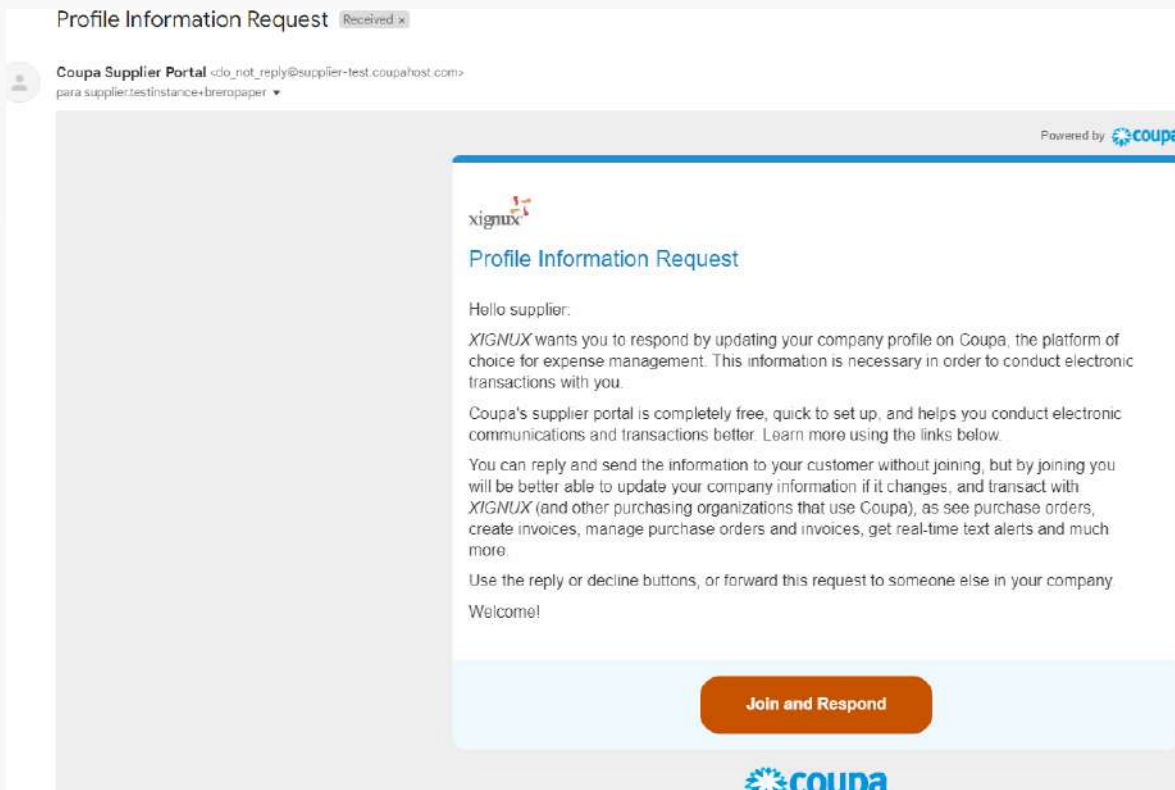 Profile Information Request Received x
Coupa Supplier Portal <do_not_reply@supplier-test.coupahost.com>
para supplier.testinstance+breropaper
Powered by coupa
xignux
Profile Information Request
Hello supplier:
XIGNUX wants you to respond by updating your company profile on Coupa, the platform of
choice for expense management. This information is necessary in order to conduct electronic
transactions with you.
Coupa's supplier portal is completely free, quick to set up, and helps you conduct electronic
communications and transactions better. Learn more using the links below.
You can reply and send the information to your customer without joining, but by joining you
will be better able to update your company information if it changes, and transact with
XIGNUX (and other purchasing organizations that use Coupa), as see purchase orders,
create invoices, manage purchase orders and invoices, get real-time text alerts and much
more.
Use the reply or decline buttons, or forward this request to someone else in your company.
Welcome!
Join and Respond
coupa